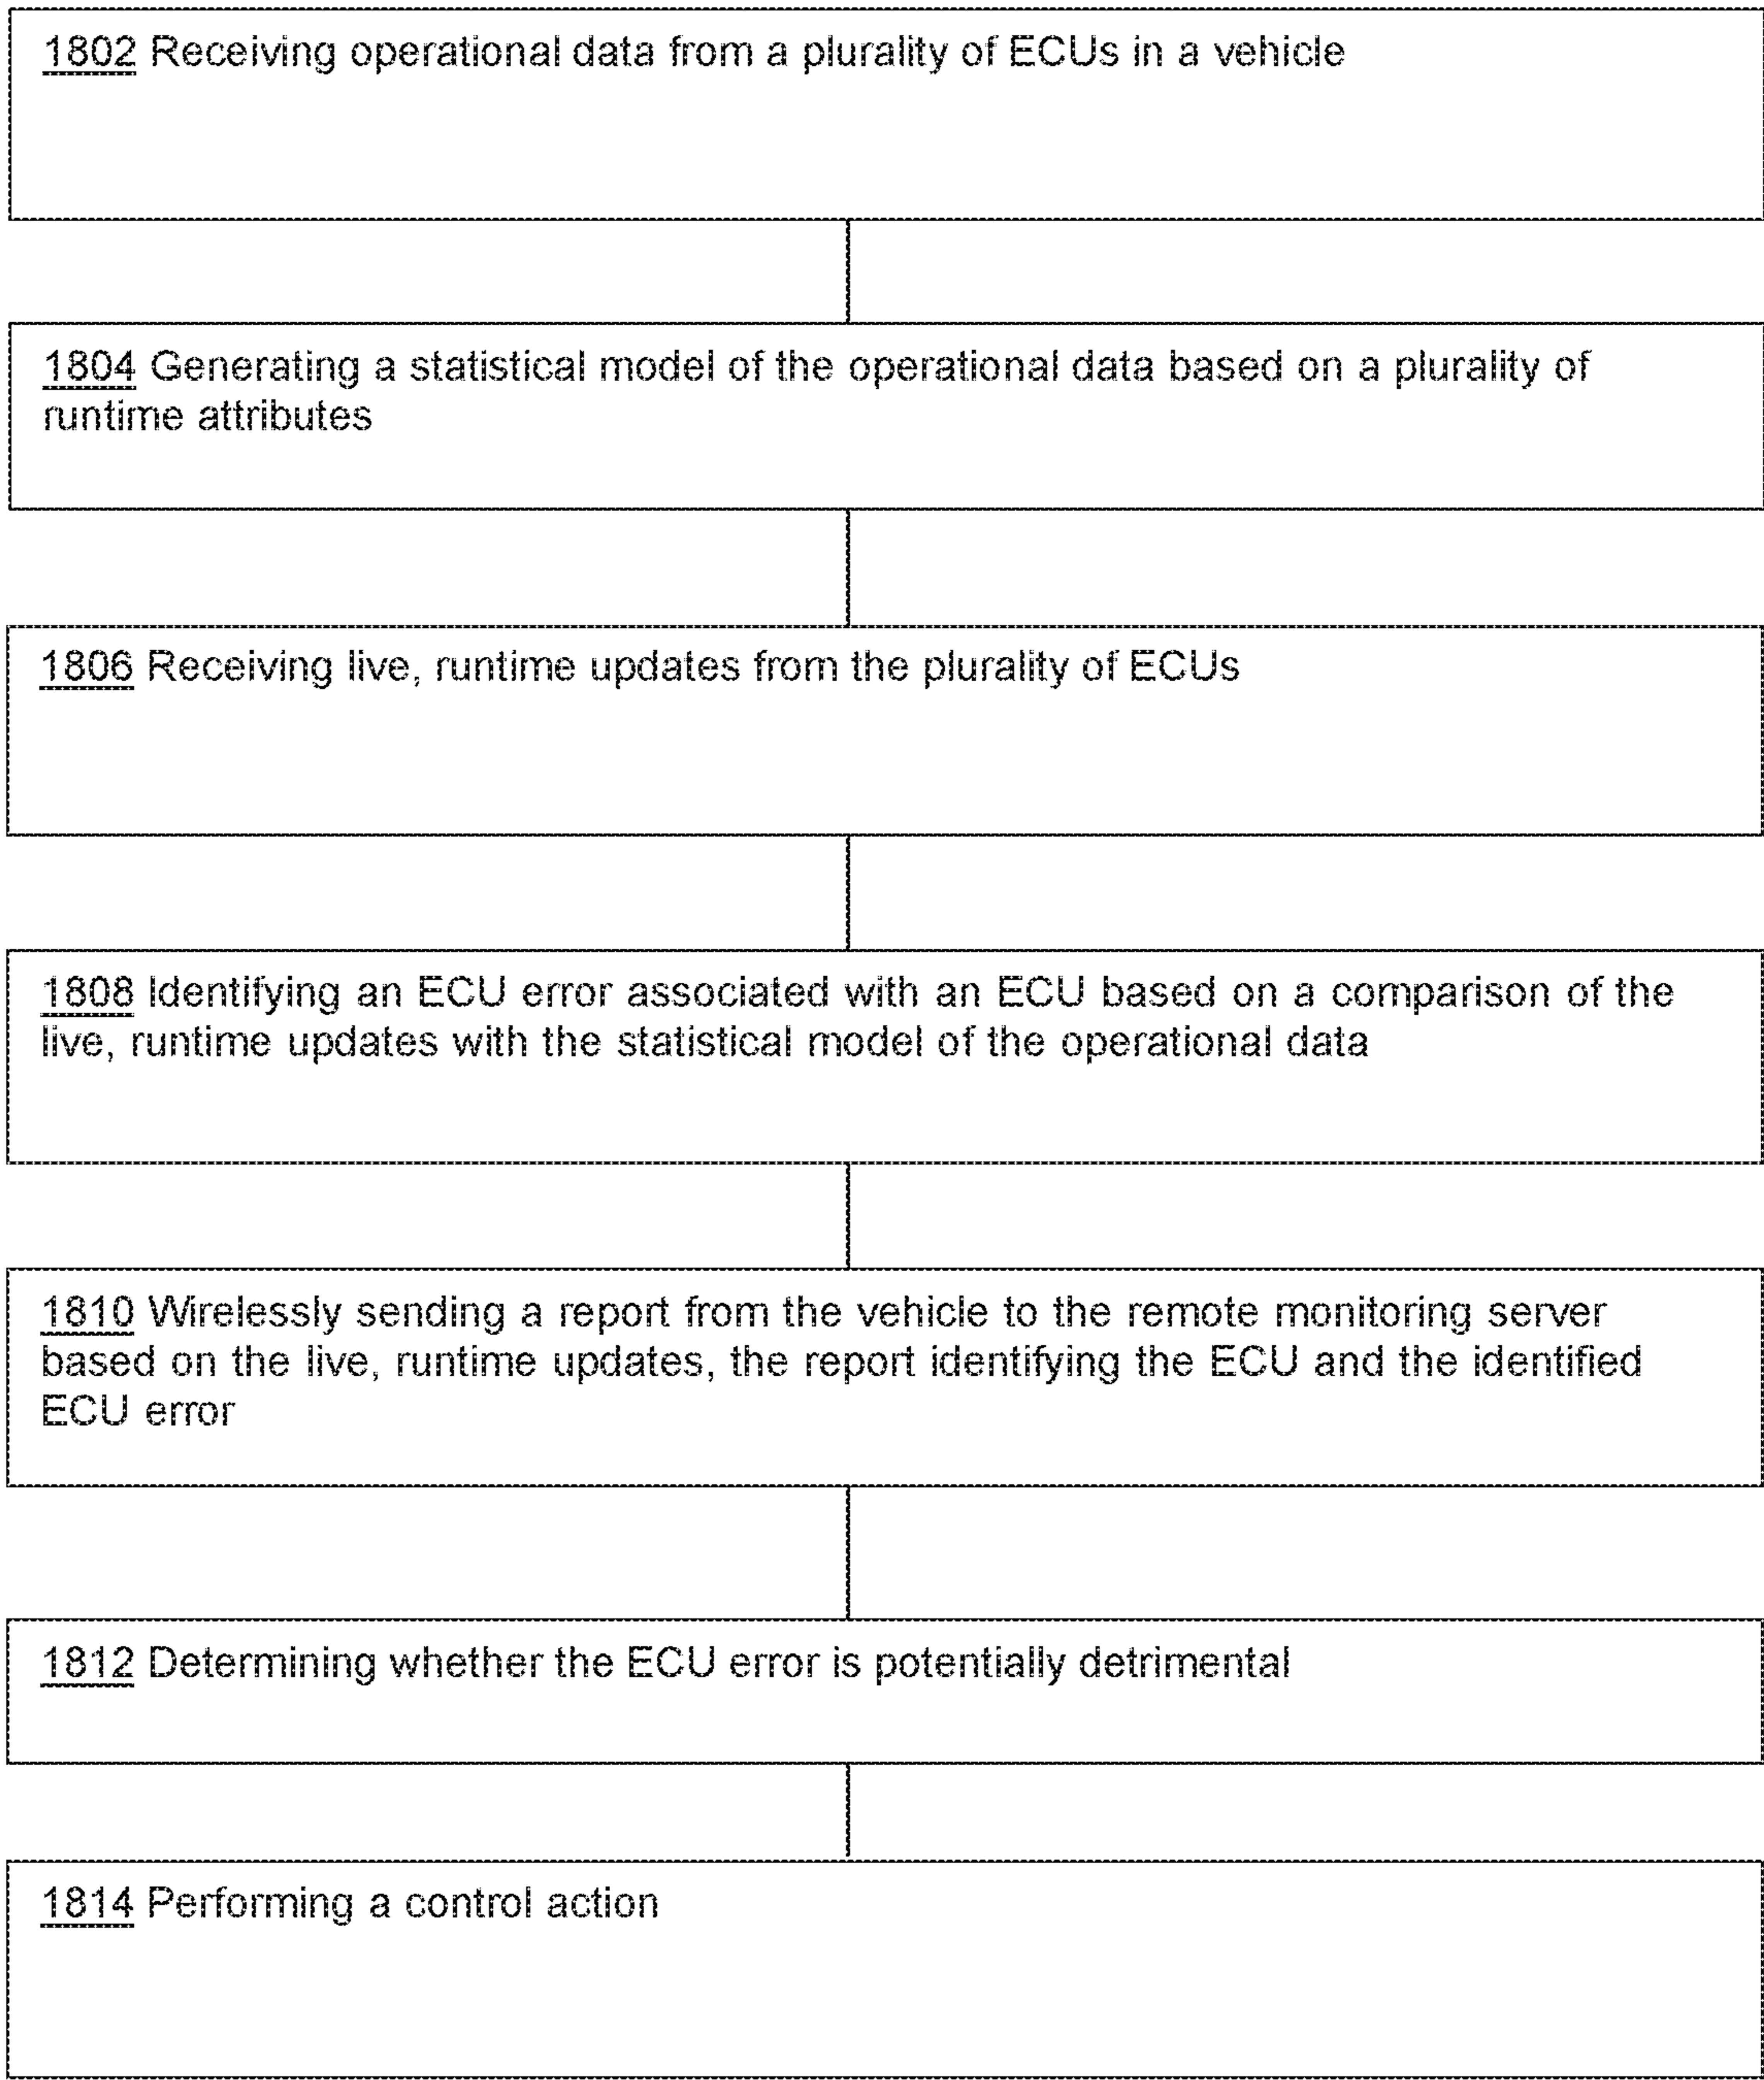 1802 Receiving operational data from a plurality of ECUs in a vehicle
1804 Generating a statistical model of the operational data based on a plurality of
runtime attributes
1806 Receiving live, runtime updates from the plurality of ECUs
1808 Identifying an ECU error associated with an ECU based on a comparison of the
live, runtime updates with the statistical model of the operational data
1810 Wirelessly sending a report from the vehicle to the remote monitoring server
based on the live, runtime updates, the report identifying the ECU and the identified
ECU error
1812 Determining whether the ECU error is potentially detrimental
1814 Performing a control action